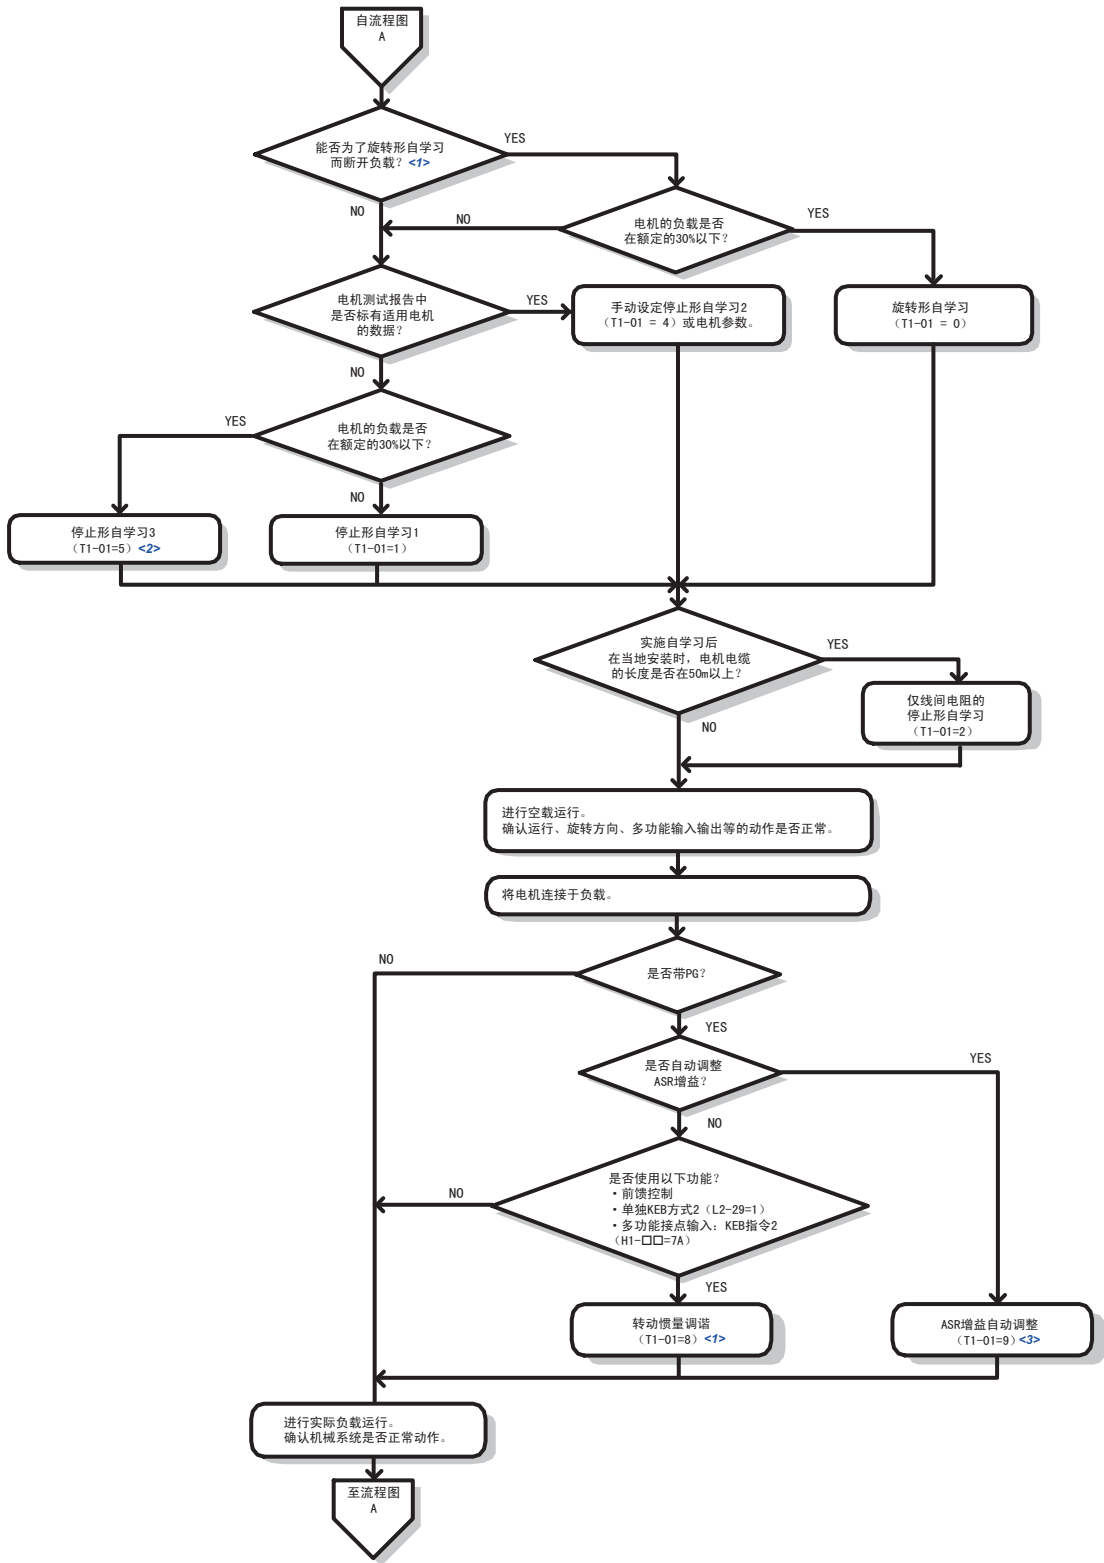 自流程图
A
能否为了旋转形自学习
而断开负载？<1>
YES
NO
电机的负载是否
在额定的30%以下？
NO
YES
电机测试报告中
是否标有适用电机
的数据？
YES
手动设定停止形自学习2
（T1-01 = 4）或电机参数。
旋转形自学习
（T1-01 = 0）
NO
YES
电机的负载是否
在额定的30%以下？
NO
停止形自学习3
（T1-01=5）<2>
停止形自学习1
（T1-01=1）
实施自学习后
在当地安装时，电机电缆
的长度是否在50m以上？
YES
仅线间电阻的
停止形自学习
（T1-01=2）
NO
进行空载运行。
确认运行、旋转方向、多功能输入输出等的动作是否正常。
将电机连接于负载。
NO
是否带PG？
YES
是否自动调整
ASR增益？
YES
NO
是否使用以下功能？
・前馈控制
・单独KEB方式2（L2-29=1）
・多功能接点输入：KEB指令2
（H1-□□=7A）
NO
YES
转动惯量调谐
（T1-01=8）<1>
ASR增益自动调整
（T1-01=9）<3>
进行实际负载运行。
确认机械系统是否正常动作。
至流程图
A